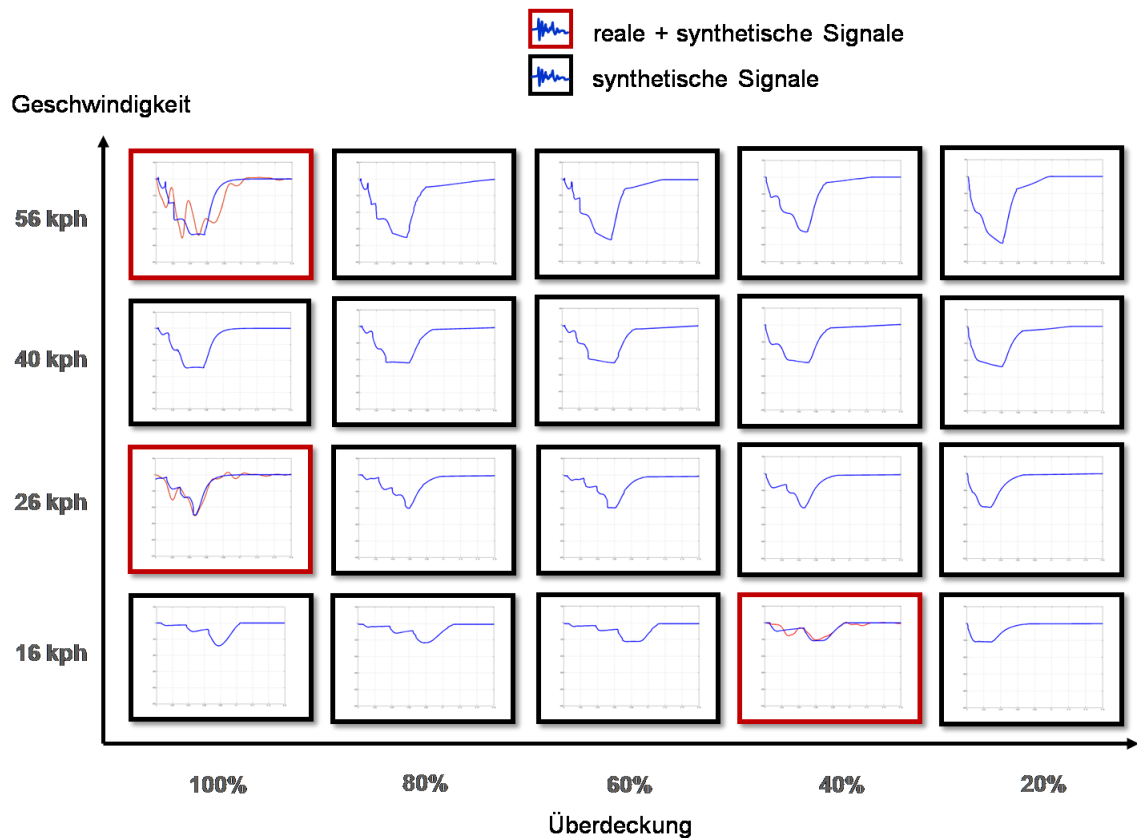 reale + synthetische Signale
synthetische Signale
Geschwindigkeit
56 kph
40 kph
26 kph
16 kph
100% 80% 60% 40% 20%
Überdeckung